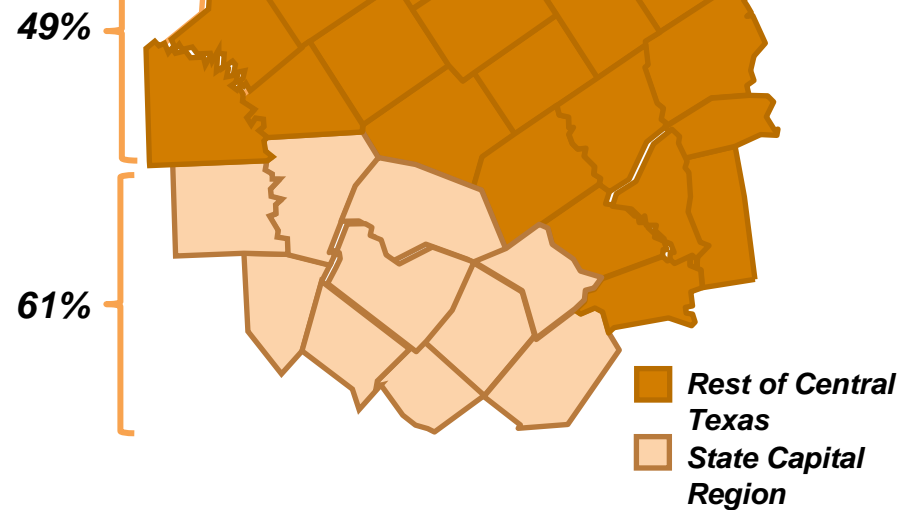 49%
61%
Rest of Central
Texas
State Capital
Region